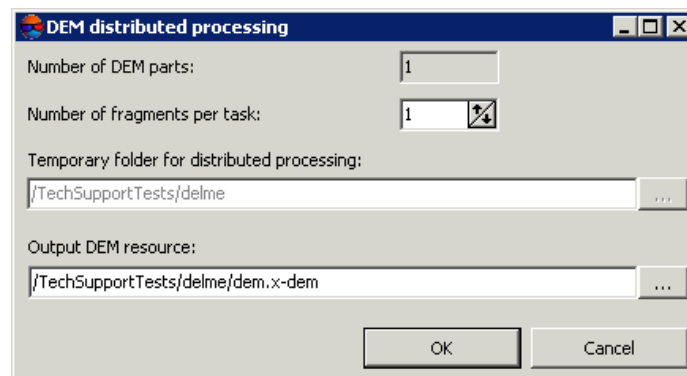 DEM distributed processing
Number of DEM parts: 1
Number of fragments per task: 1
Temporary folder for distributed processing:
/TechSupportTests/delme ...
Output DEM resource:
/TechSupportTests/delme/dem.x-dem ...
OK Cancel